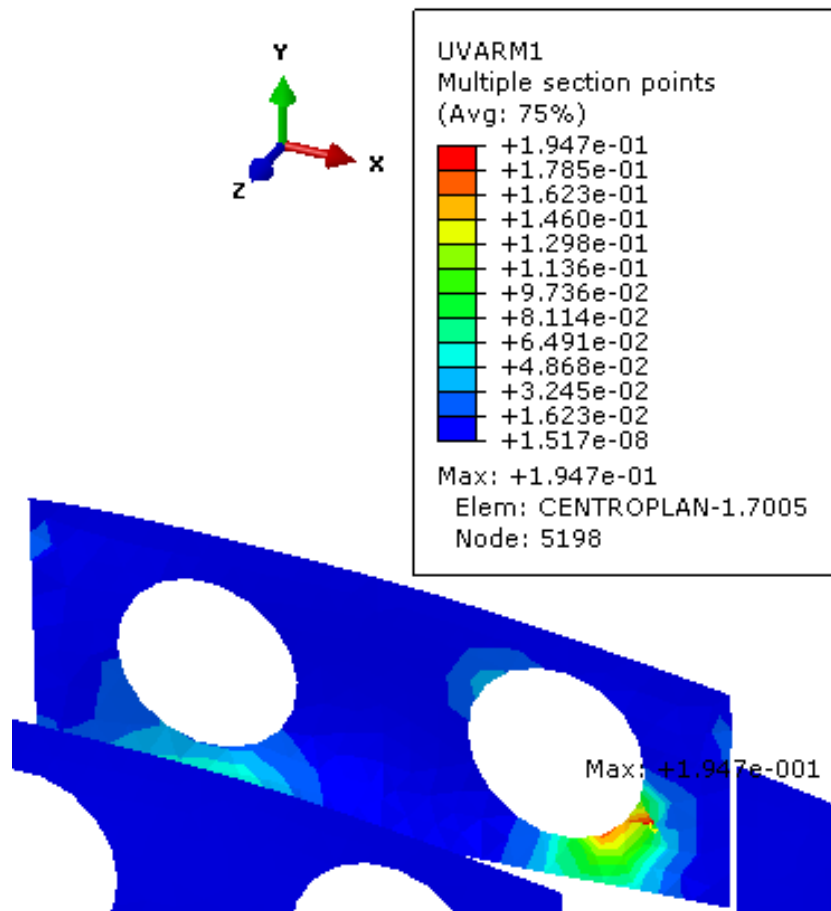 Y
X
Z
UVARM1
Multiple section points
(Avg: 75%)
+1.947e-01
+1.785e-01
+1.623e-01
+1.460e-01
+1.298e-01
+1.136e-01
+9.736e-02
+8.114e-02
+6.491e-02
+4.868e-02
+3.245e-02
+1.623e-02
+1.517e-08
Max: +1.947e-01
Elem: CENTROPLAN-1.7005
Node: 5198
Max: +1.947e-001